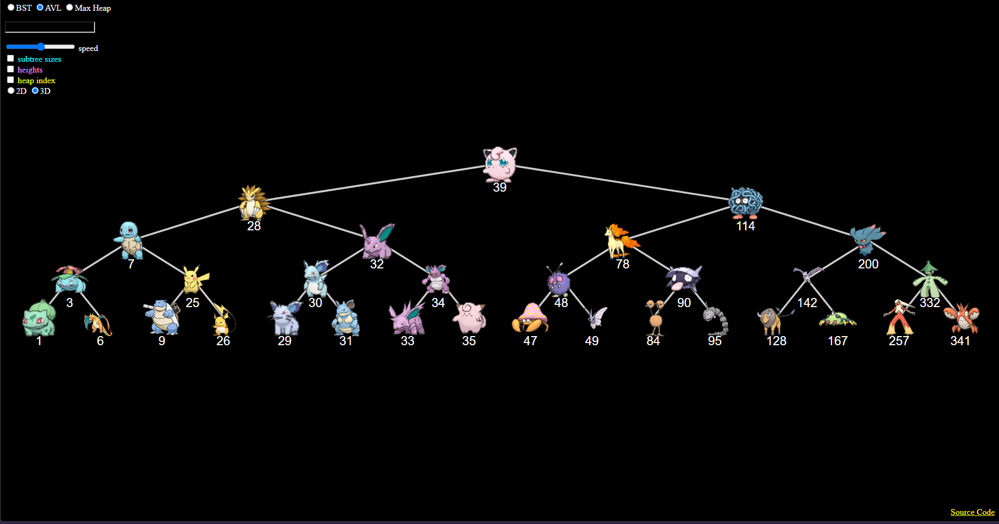 BST AVL Max Heap
speed
subtree sizes
heights
heap index
2D 3D
39
28 114
7 32 78 200
3 25 30 34 48 90 142 332
1 6 9 26 29 31 33 35 47 49 84 95 128 167 257 341
Source Code